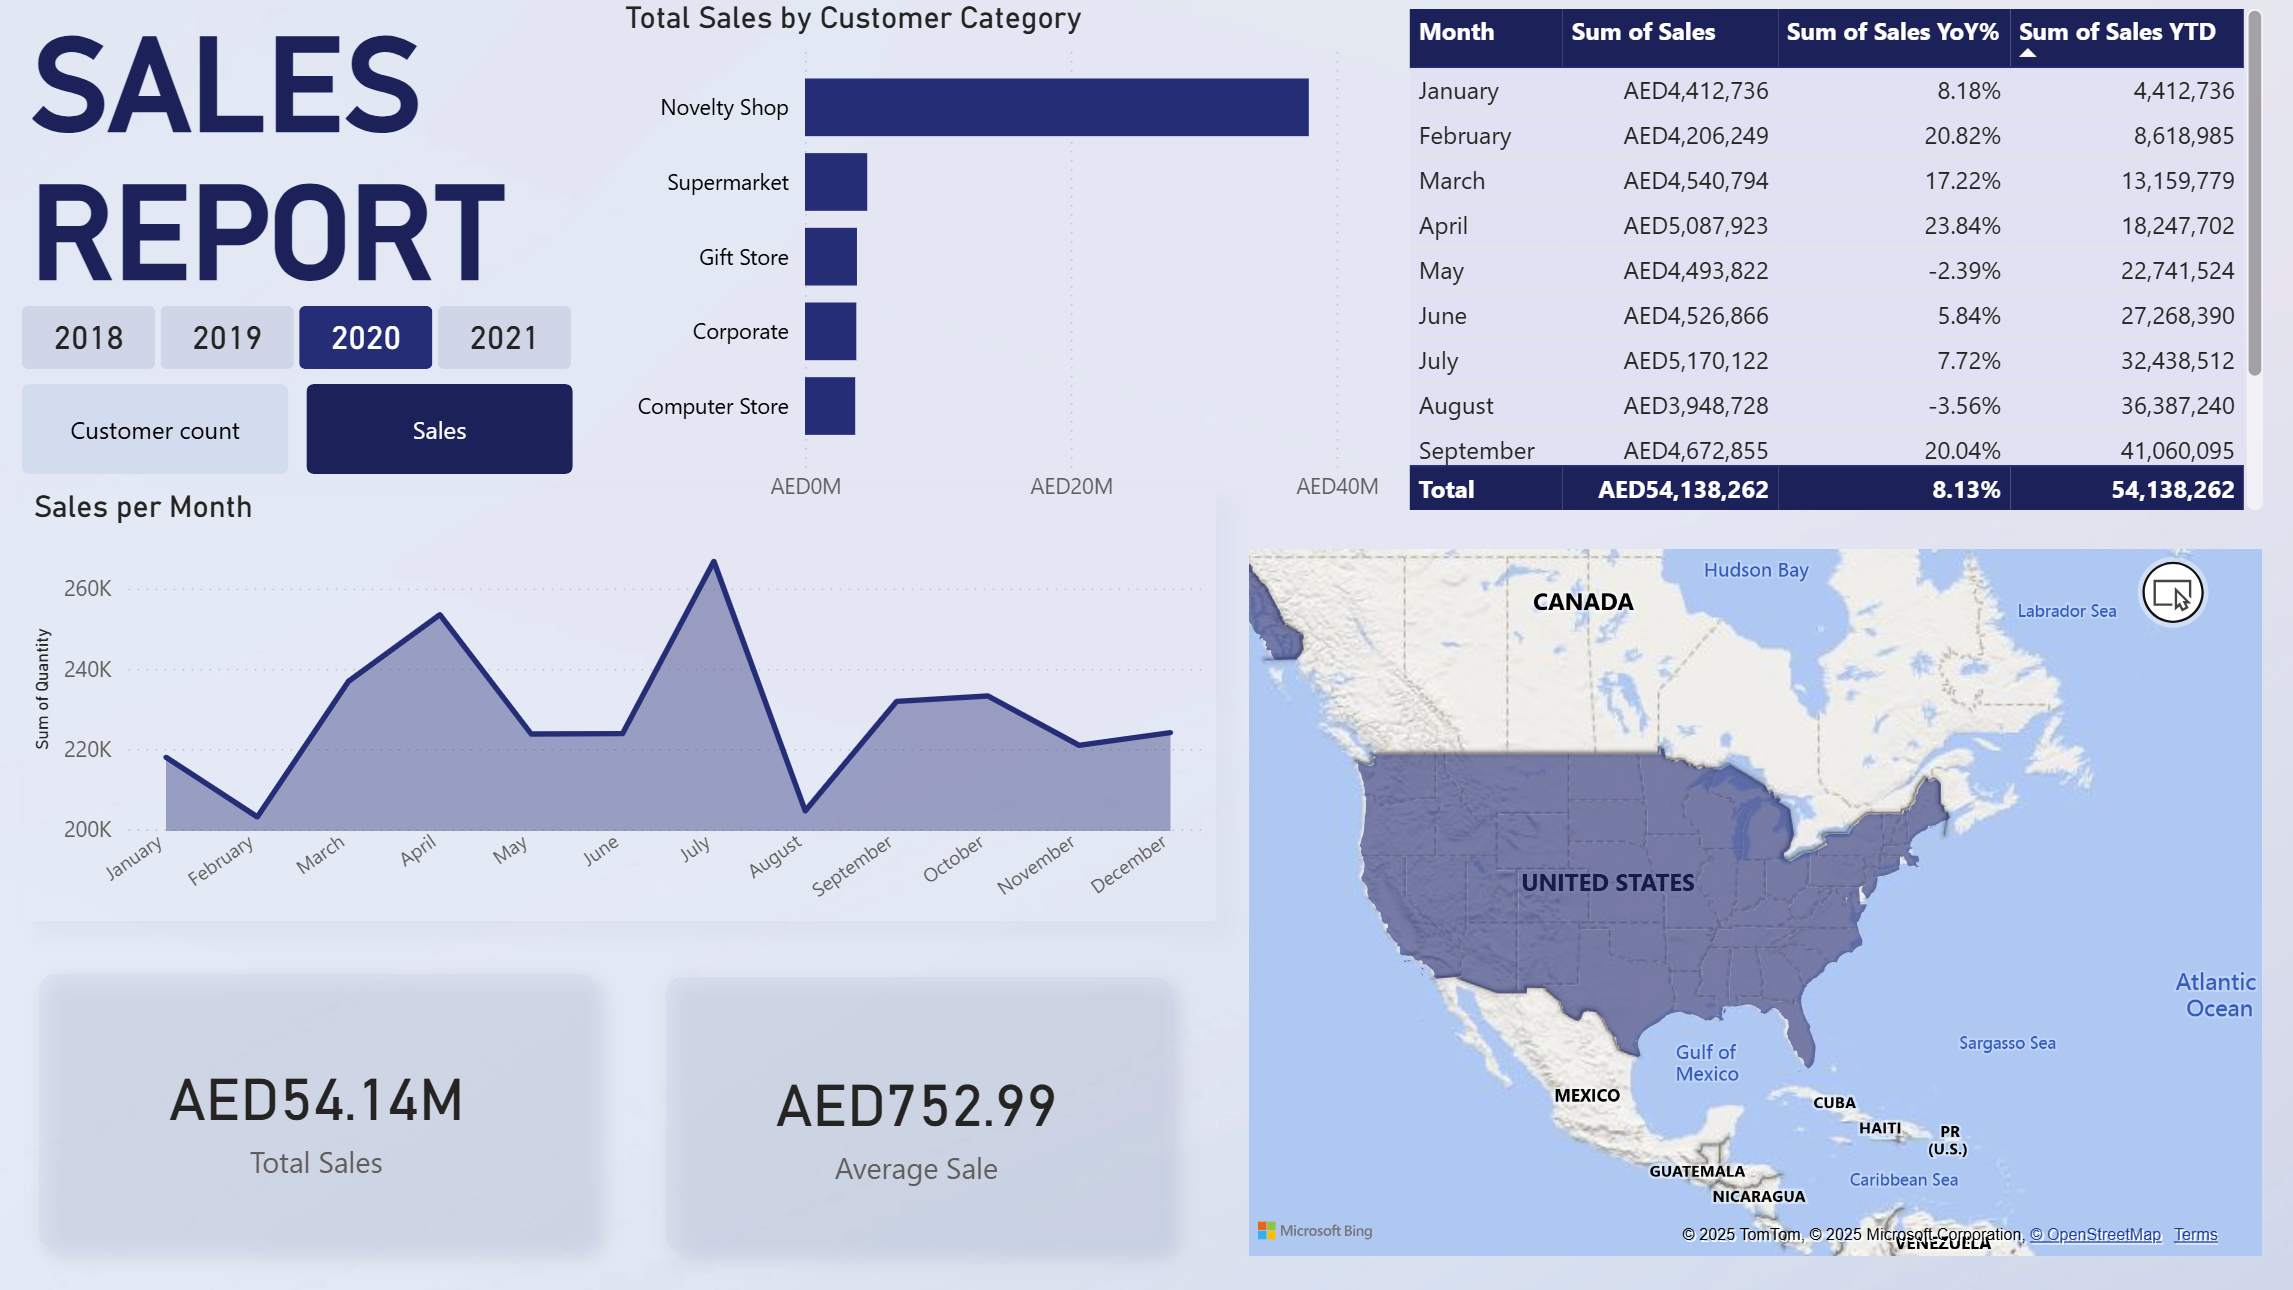 SALES
REPORT
2018 2019 2020 2021
Customer count Sales
Total Sales by Customer Category
Novelty Shop
Supermarket
Gift Store
Corporate
Computer Store
AED0M AED20M AED40M
Month Sum of Sales Sum of Sales YoY% Sum of Sales YTD
January AED4,412,736 8.18% 4,412,736
February AED4,206,249 20.82% 8,618,985
March AED4,540,794 17.22% 13,159,779
April AED5,087,923 23.84% 18,247,702
May AED4,493,822 -2.39% 22,741,524
June AED4,526,866 5.84% 27,268,390
July AED5,170,122 7.72% 32,438,512
August AED3,948,728 -3.56% 36,387,240
September AED4,672,855 20.04% 41,060,095
Total AED54,138,262 8.13% 54,138,262
Sales per Month
Sum of Quantity
260K
240K
220K
200K
January February March April May June July August September October November December
AED54.14M
Total Sales
AED752.99
Average Sale
Hudson Bay
CANADA
Labrador Sea
UNITED STATES
Atlantic
Ocean
Sargasso Sea
Gulf of
Mexico
MEXICO
CUBA
HAITI
PR
(U.S.)
GUATEMALA
Caribbean Sea
NICARAGUA
VENEZUELA
Microsoft Bing
© 2025 TomTom, © 2025 Microsoft Corporation, © OpenStreetMap Terms